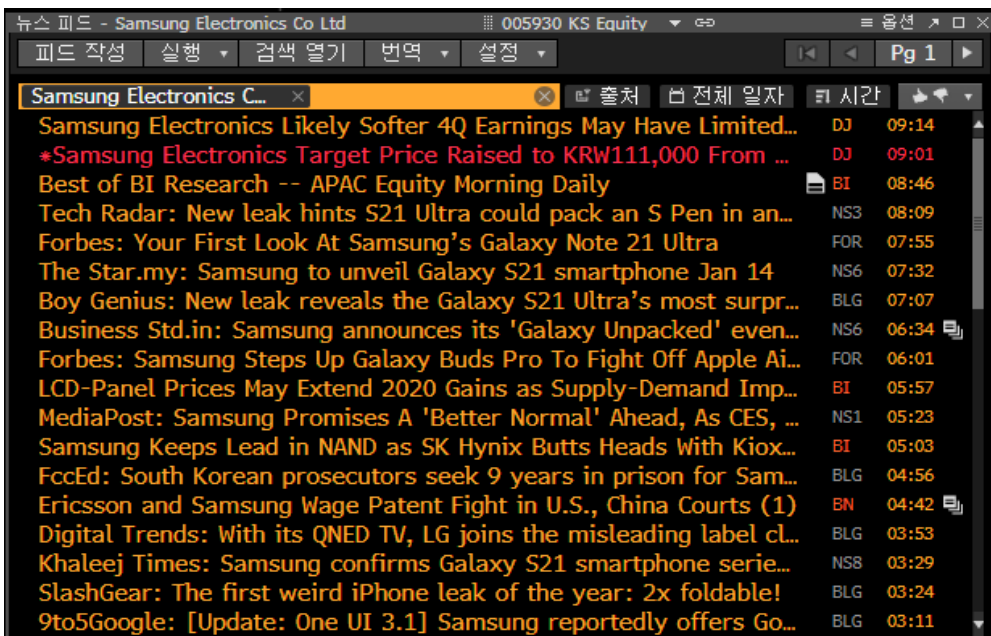 뉴스 피드 - Samsung Electronics Co Ltd 005930 KS Equity 옵션
피드 작성 실행 검색 열기 번역 설정 Pg 1
Samsung Electronics C... 출처 전체 일자 시간
Samsung Electronics Likely Softer 4Q Earnings May Have Limited... DJ 09:14
*Samsung Electronics Target Price Raised to KRW111,000 From ... DJ 09:01
Best of BI Research -- APAC Equity Morning Daily BI 08:46
Tech Radar: New leak hints S21 Ultra could pack an S Pen in an... NS3 08:09
Forbes: Your First Look At Samsung's Galaxy Note 21 Ultra FOR 07:55
The Star.my: Samsung to unveil Galaxy S21 smartphone Jan 14 NS6 07:32
Boy Genius: New leak reveals the Galaxy S21 Ultra's most surpr... BLG 07:07
Business Std.in: Samsung announces its 'Galaxy Unpacked' even... NS6 06:34
Forbes: Samsung Steps Up Galaxy Buds Pro To Fight Off Apple Ai... FOR 06:01
LCD-Panel Prices May Extend 2020 Gains as Supply-Demand Imp... BI 05:57
MediaPost: Samsung Promises A 'Better Normal' Ahead, As CES, ... NS1 05:23
Samsung Keeps Lead in NAND as SK Hynix Butts Heads With Kiox... BI 05:03
FccEd: South Korean prosecutors seek 9 years in prison for Sam... BLG 04:56
Ericsson and Samsung Wage Patent Fight in U.S., China Courts (1) BN 04:42
Digital Trends: With its QNED TV, LG joins the misleading label cl... BLG 03:53
Khaleej Times: Samsung confirms Galaxy S21 smartphone serie... NS8 03:29
SlashGear: The first weird iPhone leak of the year: 2x foldable! BLG 03:24
9to5Google: [Update: One UI 3.1] Samsung reportedly offers Go... BLG 03:11